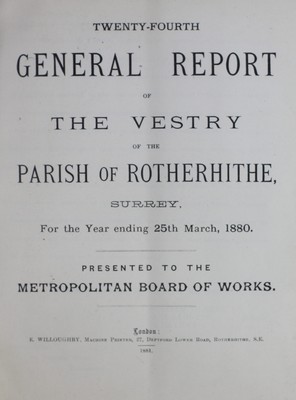 TWENTY-FOURTH
GENERAL REPORT
OF
THE VESTRY
OF THE
PARISH OF ROTHERHITHE,
SURREY,
For the Year ending 25th March, 1880.
PRESENTED TO THE
METROPOLITAN BOARD OF WORKS.
London:
E. WILLOUGHBY, MACHINE PRINTER, 27, DEPTFORD LOWER ROAD, ROTHERHITHE, S.E.
1881.